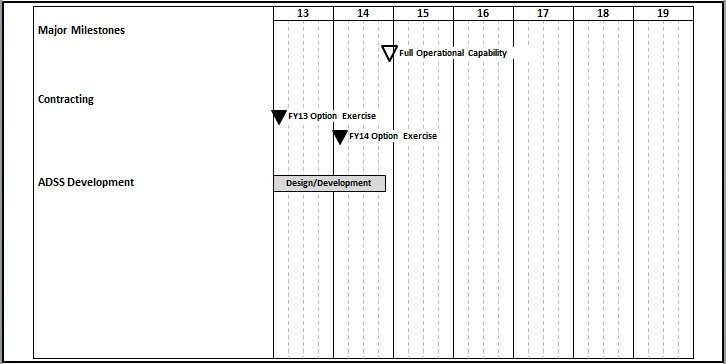 13 14 15 16 17 18 19
Major Milestones
Full Operational Capability
Contracting
FY13 Option Exercise
FY14 Option Exercise
ADSS Development
Design/Development